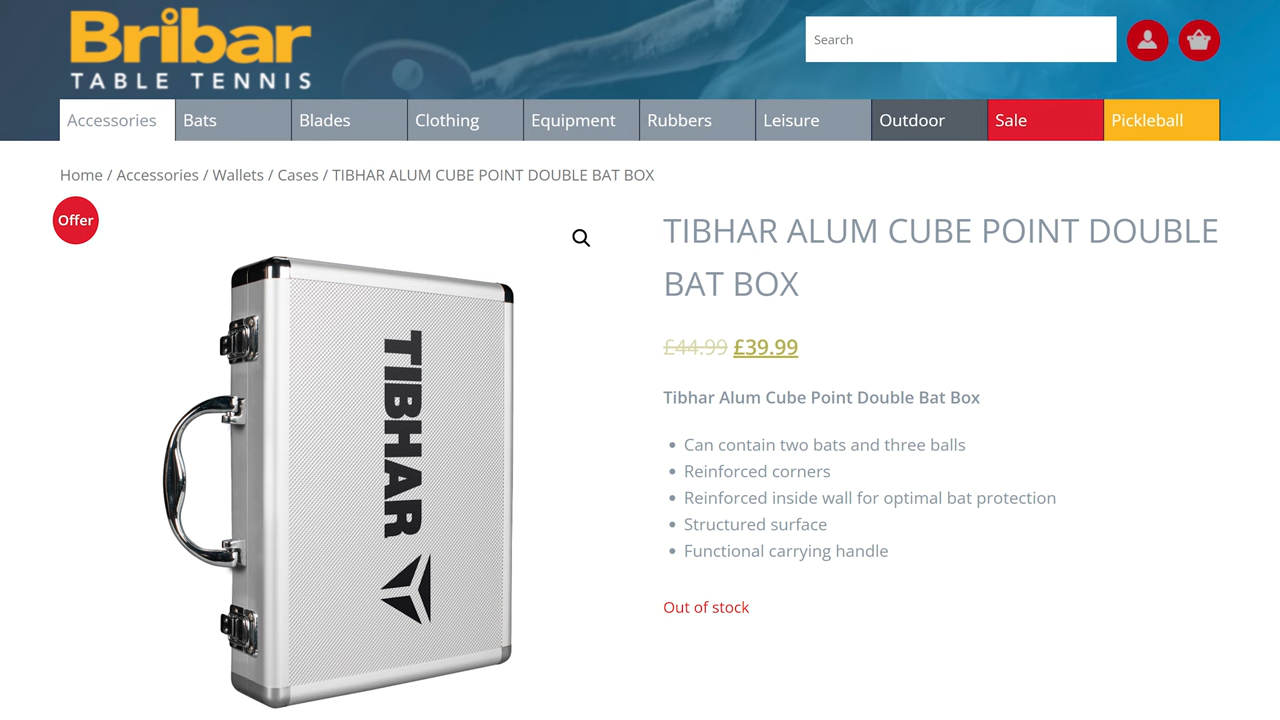 Bribar
TABLE TENNIS
Search
Accessories
Bats
Blades
Clothing
Equipment
Rubbers
Leisure
Outdoor
Sale
Pickleball
Home / Accessories / Wallets / Cases / TIBHAR ALUM CUBE POINT DOUBLE BAT BOX
Offer
TIBHAR
TIBHAR ALUM CUBE POINT DOUBLE
BAT BOX
£44.99 £39.99
Tibhar Alum Cube Point Double Bat Box
Can contain two bats and three balls
Reinforced corners
Reinforced inside wall for optimal bat protection
Structured surface
Functional carrying handle
Out of stock